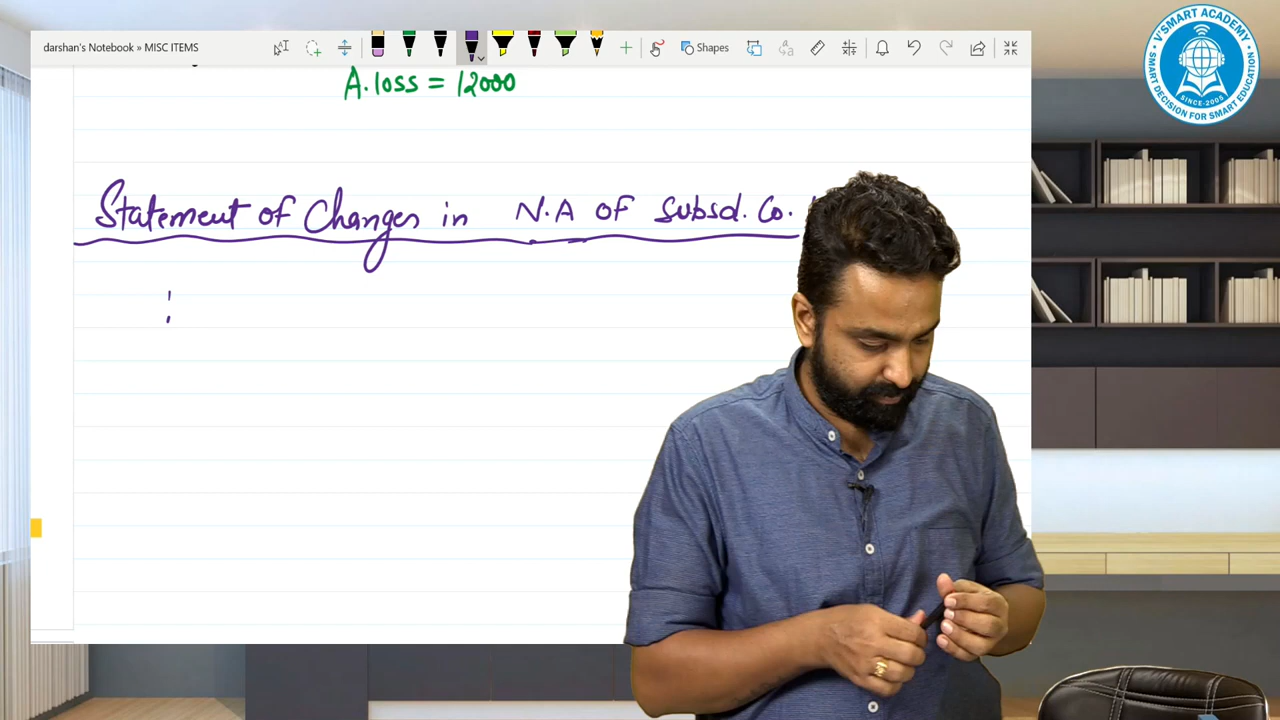 darshan's Notebook » MISC ITEMS
Shapes
A. loss = 12000
Statement of Changes in N.A of Subsd. Co.
V'SMART ACADEMY
SINCE-2005
SMART DECISION FOR SMART EDUCATION